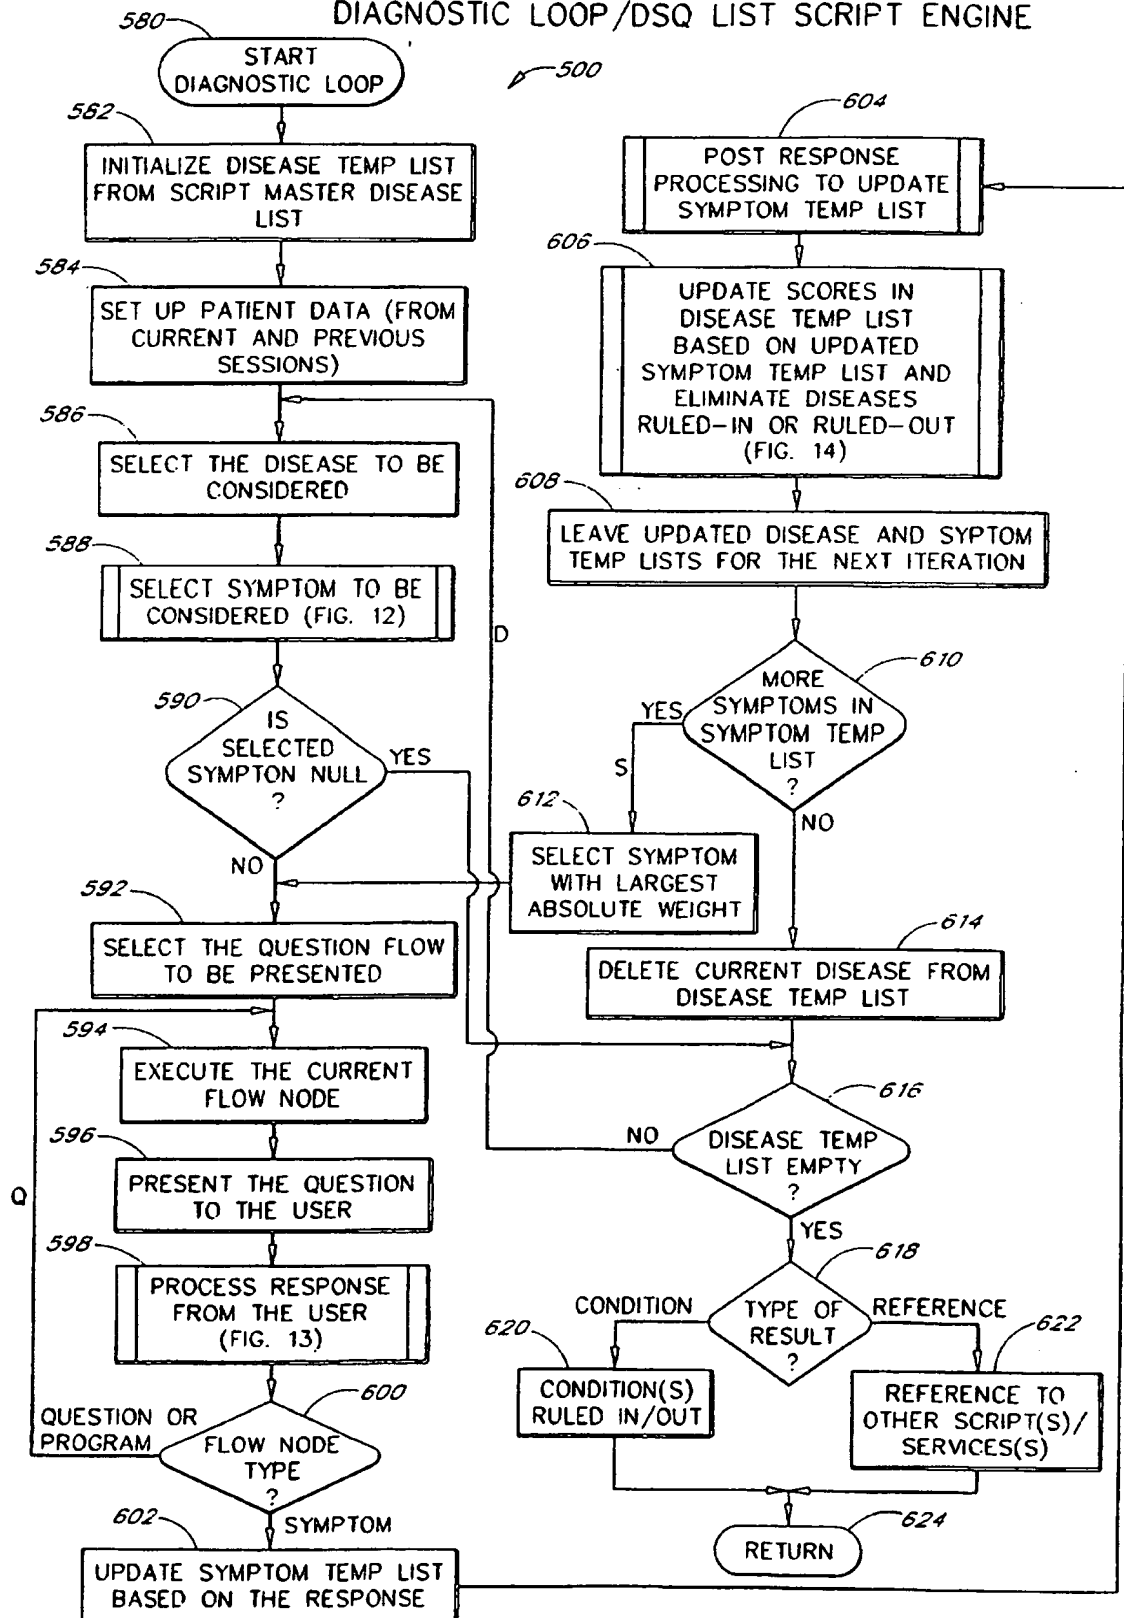 DIAGNOSTIC LOOP/DSQ LIST SCRIPT ENGINE
580
START
DIAGNOSTIC LOOP
500
582
INITIALIZE DISEASE TEMP LIST
FROM SCRIPT MASTER DISEASE
LIST
584
SET UP PATIENT DATA (FROM
CURRENT AND PREVIOUS
SESSIONS)
586
SELECT THE DISEASE TO BE
CONSIDERED
588
SELECT SYMPTOM TO BE
CONSIDERED (FIG. 12)
D
590
IS
SELECTED
SYMPTON NULL
?
YES
NO
592
SELECT THE QUESTION FLOW
TO BE PRESENTED
594
EXECUTE THE CURRENT
FLOW NODE
596
PRESENT THE QUESTION
TO THE USER
Q
598
PROCESS RESPONSE
FROM THE USER
(FIG. 13)
600
QUESTION OR
PROGRAM
FLOW NODE
TYPE
?
SYMPTOM
602
UPDATE SYMPTOM TEMP LIST
BASED ON THE RESPONSE
604
POST RESPONSE
PROCESSING TO UPDATE
SYMPTOM TEMP LIST
606
UPDATE SCORES IN
DISEASE TEMP LIST
BASED ON UPDATED
SYMPTOM TEMP LIST AND
ELIMINATE DISEASES
RULED-IN OR RULED-OUT
(FIG. 14)
608
LEAVE UPDATED DISEASE AND SYPTOM
TEMP LISTS FOR THE NEXT ITERATION
610
MORE
SYMPTOMS IN
SYMPTOM TEMP
LIST
?
YES
S
NO
612
SELECT SYMPTOM
WITH LARGEST
ABSOLUTE WEIGHT
614
DELETE CURRENT DISEASE FROM
DISEASE TEMP LIST
616
NO
DISEASE TEMP
LIST EMPTY
?
YES
618
CONDITION
TYPE OF
RESULT
?
REFERENCE
620
CONDITION(S)
RULED IN/OUT
622
REFERENCE TO
OTHER SCRIPT(S)/
SERVICES(S)
624
RETURN